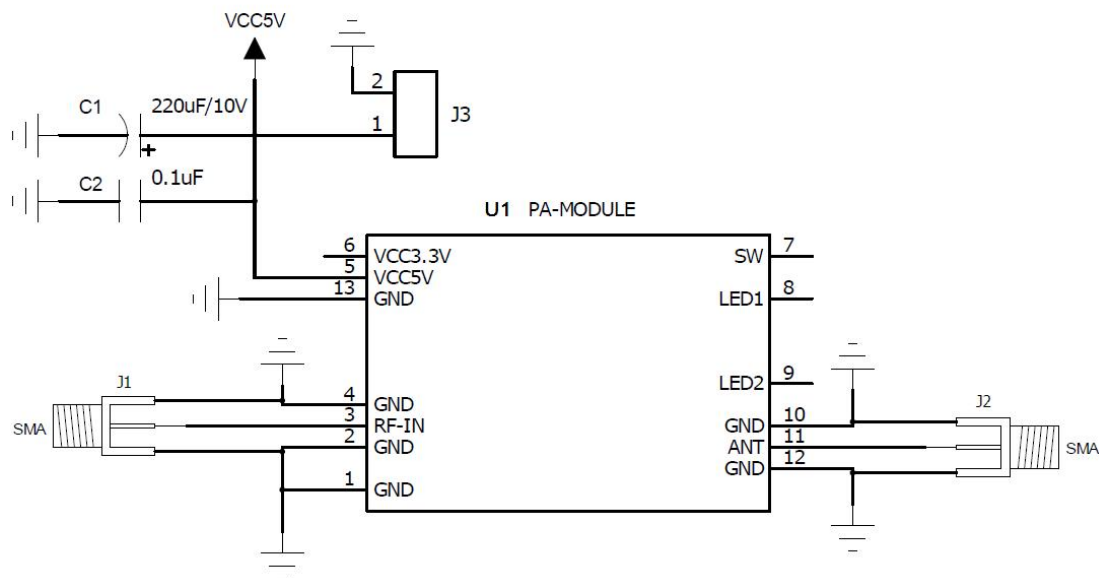 VCC5V
C1 220uF/10V
2
1
J3
+
C2 0.1uF
U1 PA-MODULE
6 VCC3.3V
5 VCC5V
13 GND
SW 7
LED1 8
LED2 9
J1
SMA
4 GND
3 RF-IN
2 GND
1 GND
GND 10
ANT 11
GND 12
J2
SMA